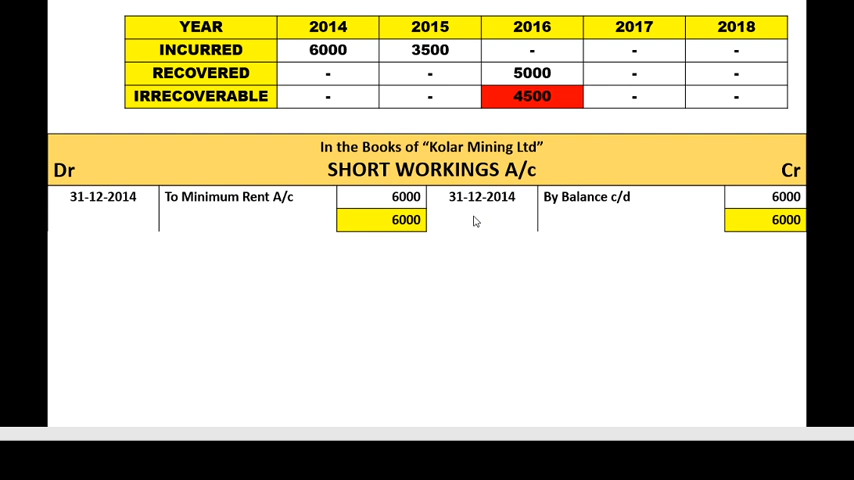 YEAR 2014 2015 2016 2017 2018
INCURRED 6000 3500 - - -
RECOVERED - - 5000 - -
IRRECOVERABLE - - 4500 - -
In the Books of “Kolar Mining Ltd”
Dr SHORT WORKINGS A/c Cr
31-12-2014 To Minimum Rent A/c 6000 31-12-2014 By Balance c/d 6000
6000 6000